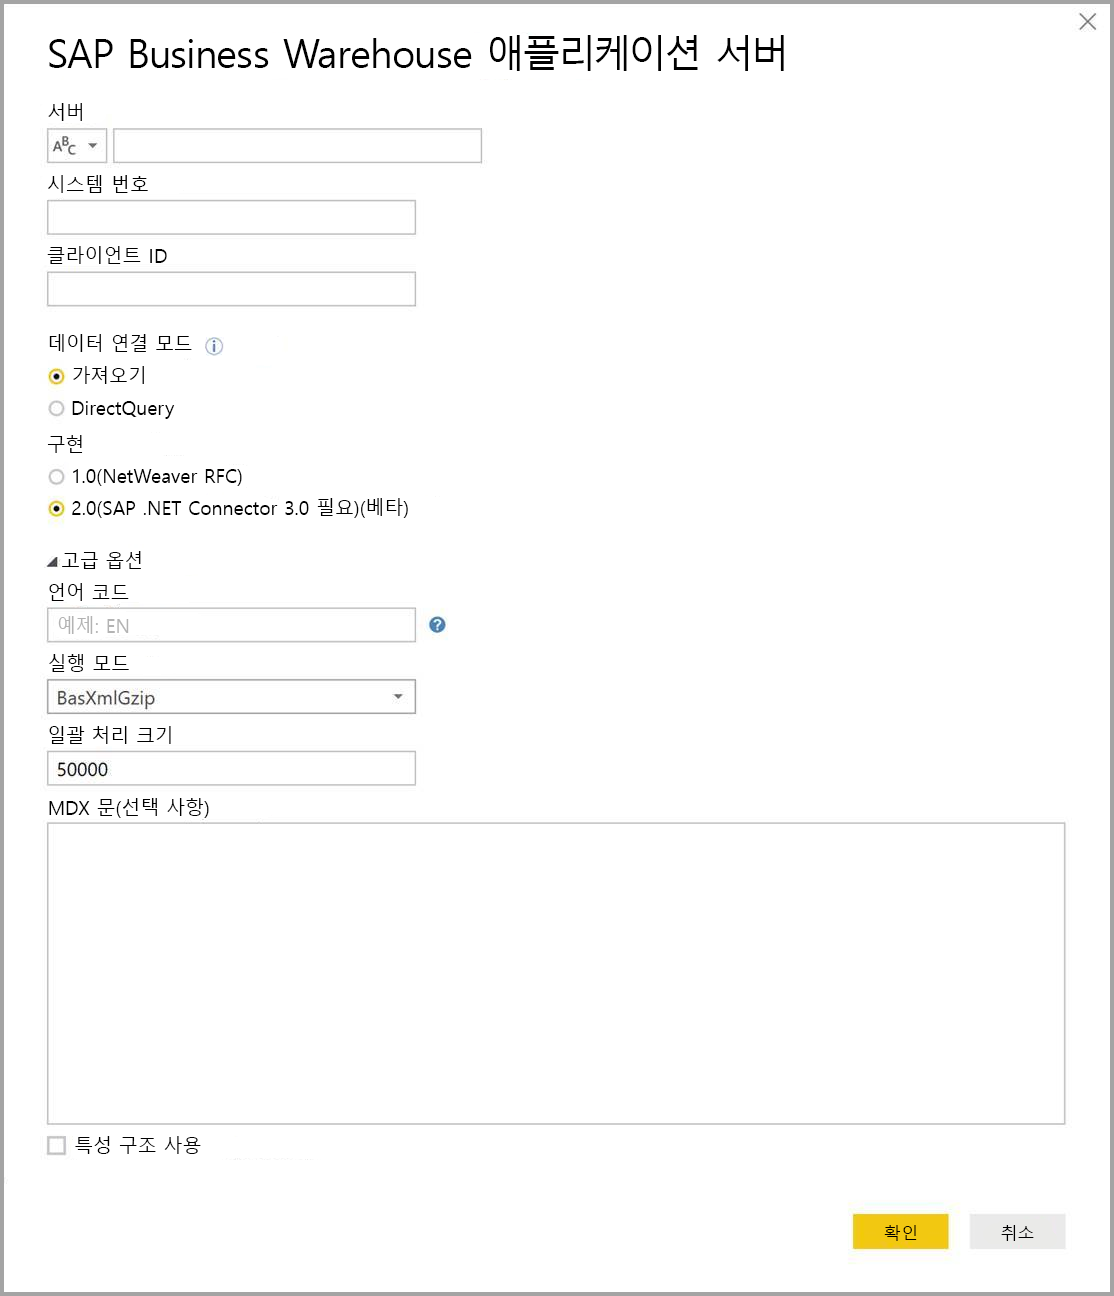 SAP Business Warehouse 애플리케이션 서버
서버
ABC
시스템 번호
클라이언트 ID
데이터 연결 모드
가져오기
DirectQuery
구현
1.0(NetWeaver RFC)
2.0(SAP .NET Connector 3.0 필요)(베타)
고급 옵션
언어 코드
예제: EN
실행 모드
BasXmlGzip
일괄 처리 크기
50000
MDX 문(선택 사항)
특성 구조 사용
확인 취소